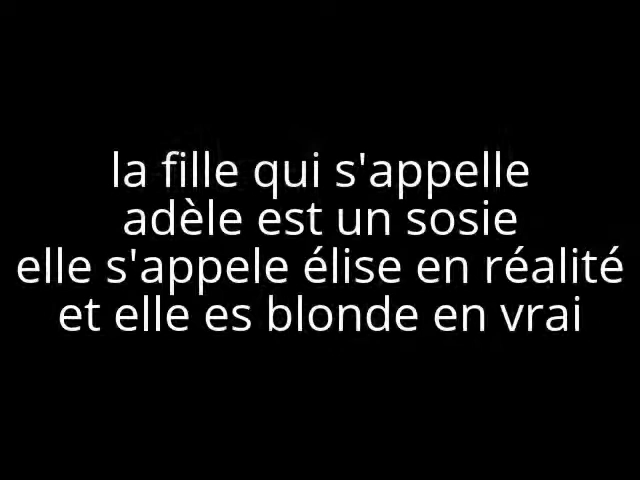 la fille qui s'appelle
adèle est un sosie
elle s'appele élise en réalité
et elle es blonde en vrai